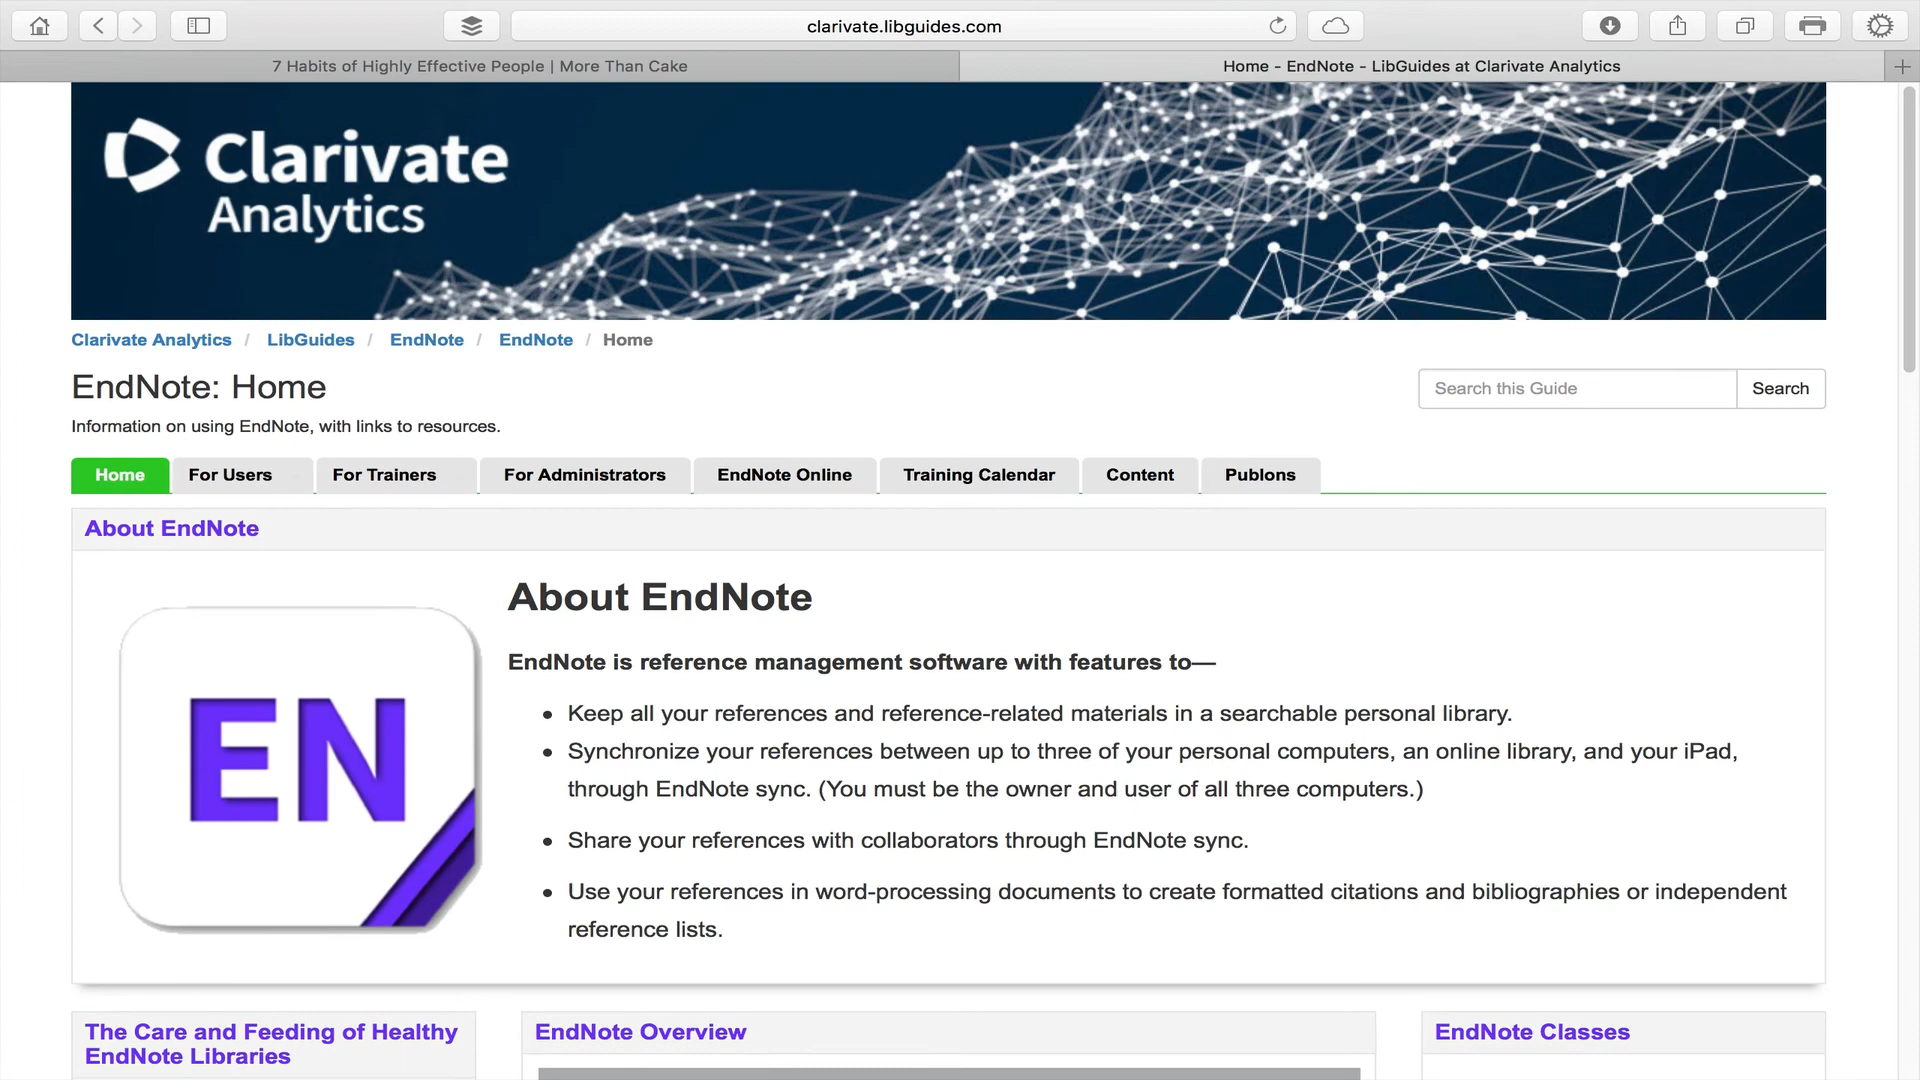 clarivate.libguides.com
7 Habits of Highly Effective People | More Than Cake
Home - EndNote - LibGuides at Clarivate Analytics
Clarivate
Analytics
Clarivate Analytics / LibGuides / EndNote / EndNote / Home
EndNote: Home
Search this Guide
Search
Information on using EndNote, with links to resources.
Home
For Users
For Trainers
For Administrators
EndNote Online
Training Calendar
Content
Publons
About EndNote
EN
About EndNote
EndNote is reference management software with features to—
Keep all your references and reference-related materials in a searchable personal library.
Synchronize your references between up to three of your personal computers, an online library, and your iPad,
through EndNote sync. (You must be the owner and user of all three computers.)
Share your references with collaborators through EndNote sync.
Use your references in word-processing documents to create formatted citations and bibliographies or independent
reference lists.
The Care and Feeding of Healthy
EndNote Libraries
EndNote Overview
EndNote Classes